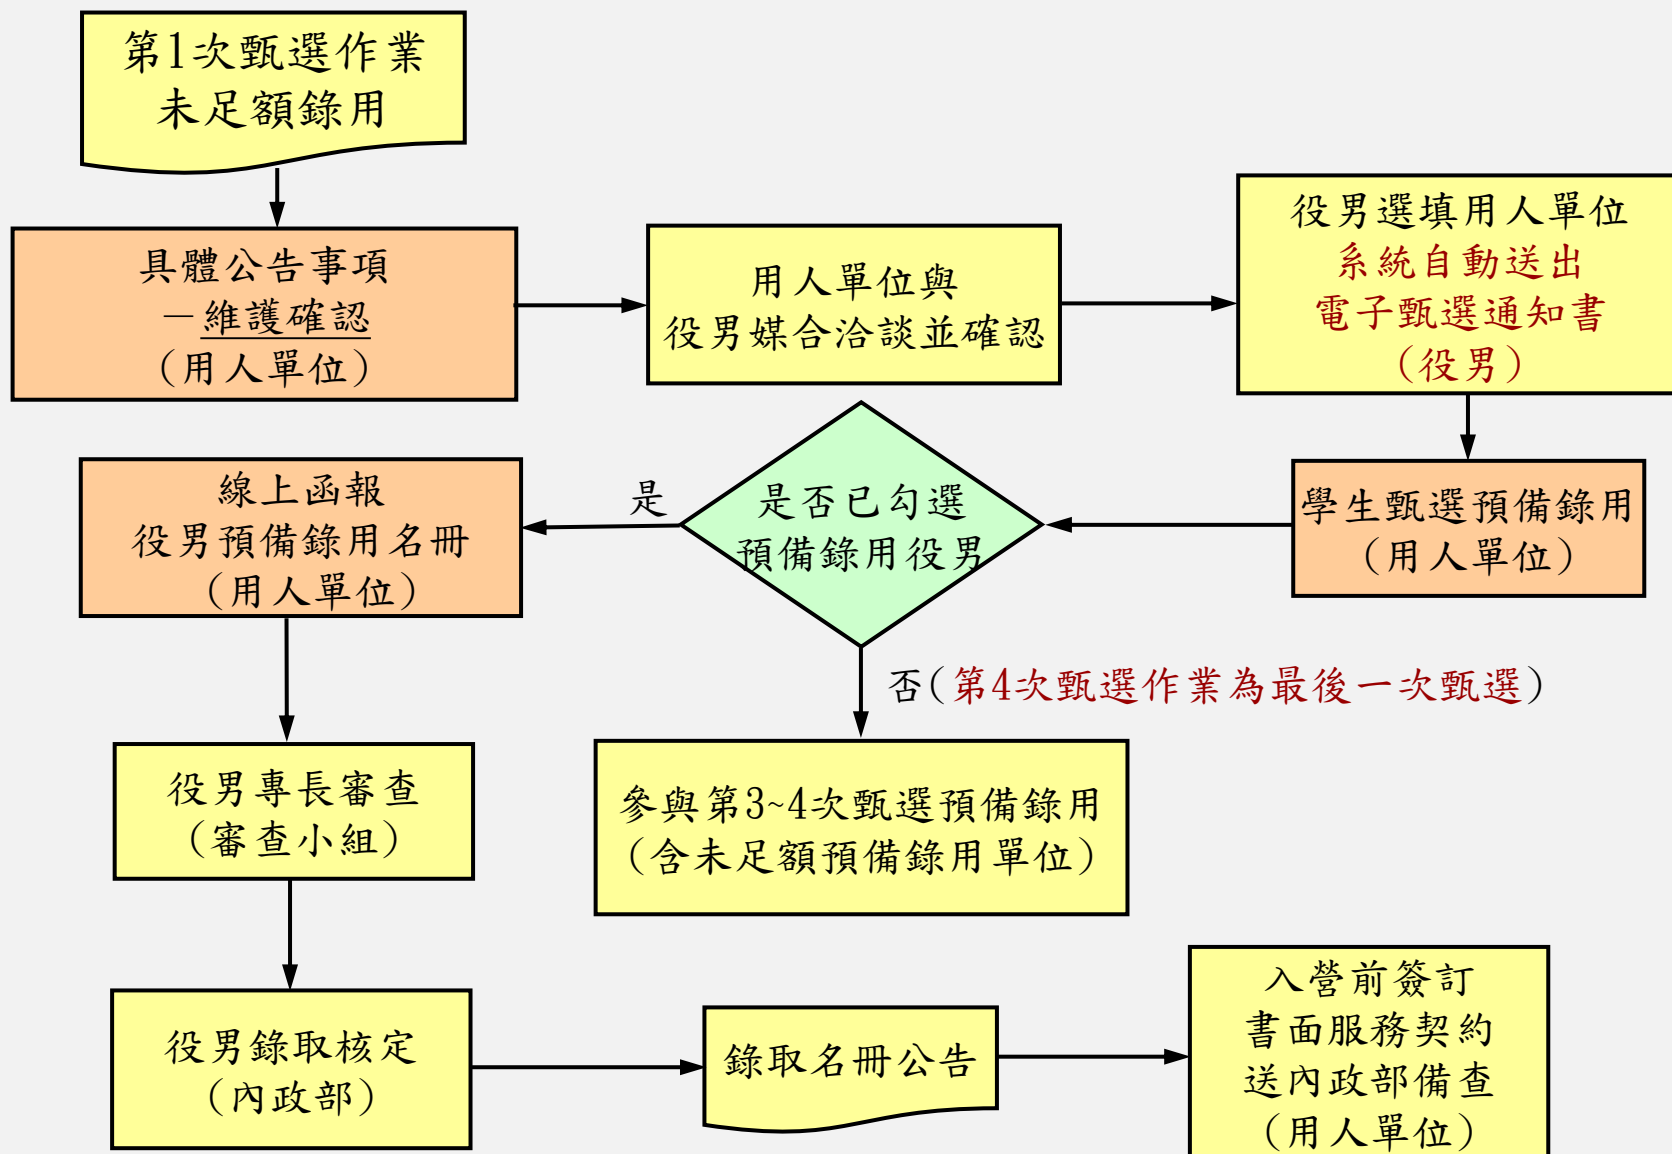 第1次甄選作業
未足額錄用
具體公告事項
－維護確認
（用人單位）
用人單位與
役男媒合洽談並確認
役男選填用人單位
系統自動送出
電子甄選通知書
（役男）
學生甄選預備錄用
（用人單位）
是否已勾選
預備錄用役男
是
線上函報
役男預備錄用名冊
（用人單位）
否（第4次甄選作業為最後一次甄選）
參與第3~4次甄選預備錄用
（含未足額預備錄用單位）
役男專長審查
（審查小組）
役男錄取核定
（內政部）
錄取名冊公告
入營前簽訂
書面服務契約
送內政部備查
（用人單位）